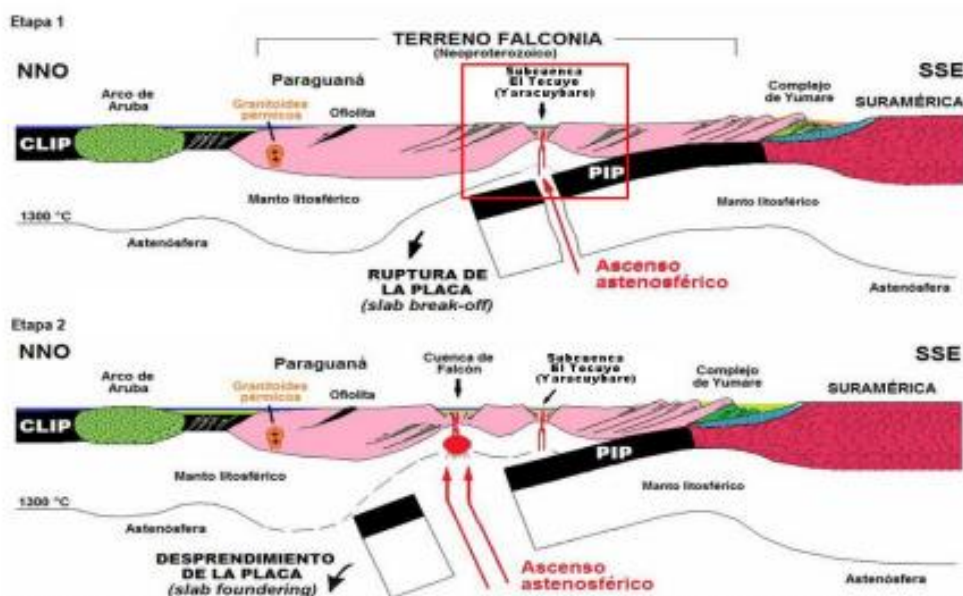 Etapa 1
TERRENO FALCONIA
(Neoproterozoico)
NNO
SSE
Paraguaná
Subcuenca
El Tocuyo
(Yaracuybare)
Complejo
de Yumare
SURAMÉRICA
Arco de
Aruba
Granitoides
pérmicos
Ofiolita
CLIP
PIP
Manto litosférico
Manto litosférico
1300 °C
Astenósfera
RUPTURA DE
LA PLACA
(slab break-off)
Ascenso
astenosférico
Astenósfera
Etapa 2
NNO
SSE
Paraguaná
Cuenca de
Falcón
Subcuenca
El Tocuyo
(Yaracuybare)
Complejo
de Yumare
SURAMÉRICA
Arco de
Aruba
Granitoides
pérmicos
Ofiolita
CLIP
PIP
Manto litosférico
Manto litosférico
1300 °C
Astenósfera
DESPRENDIMIENTO
DE LA PLACA
(slab foundering)
Ascenso
astenosférico
Astenósfera